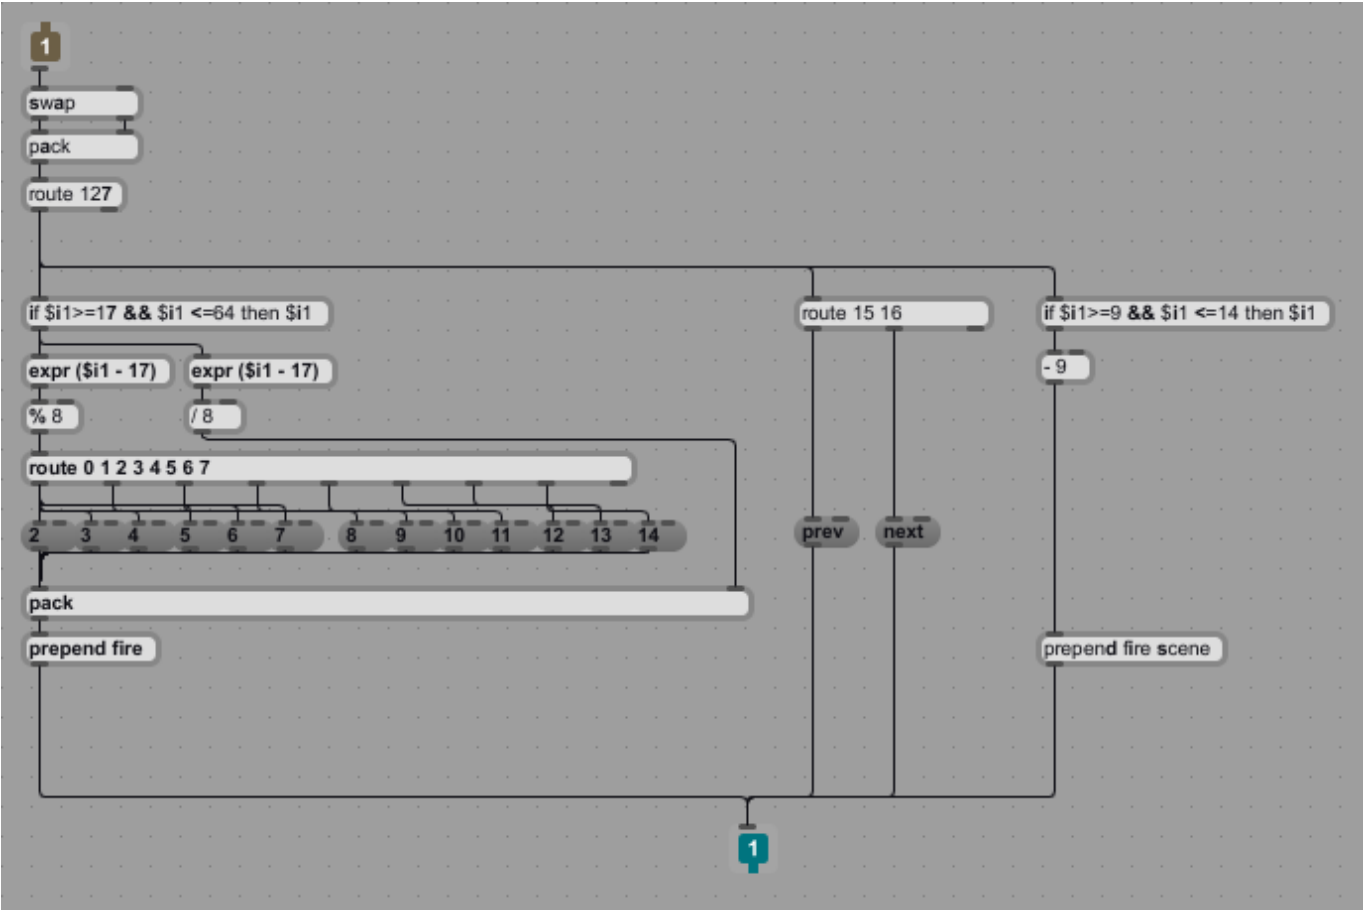 1
swap
pack
route 127
if $i1>=17 && $i1 <=64 then $i1
route 15 16
if $i1>=9 && $i1 <=14 then $i1
expr ($i1 - 17)
expr ($i1 - 17)
- 9
% 8
/ 8
route 0 1 2 3 4 5 6 7
2 3 4 5 6 7 8 9 10 11 12 13 14
prev
next
pack
prepend fire
prepend fire scene
1